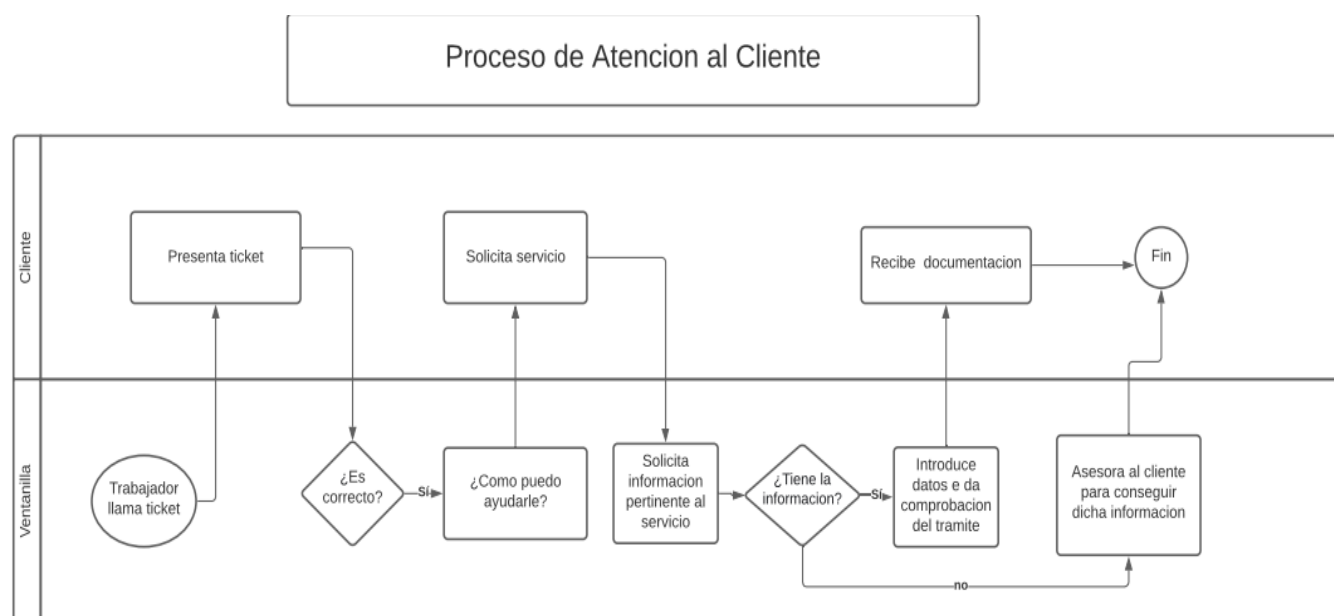 Proceso de Atencion al Cliente
Cliente
Presenta ticket
Solicita servicio
Recibe documentacion
Fin
Ventanilla
Trabajador
llama ticket
¿Es
correcto?
Sí
¿Como puedo
ayudarle?
Solicita
informacion
pertinente al
servicio
¿Tiene la
informacion?
Sí
Introduce
datos e da
comprobacion
del tramite
Asesora al cliente
para conseguir
dicha informacion
no